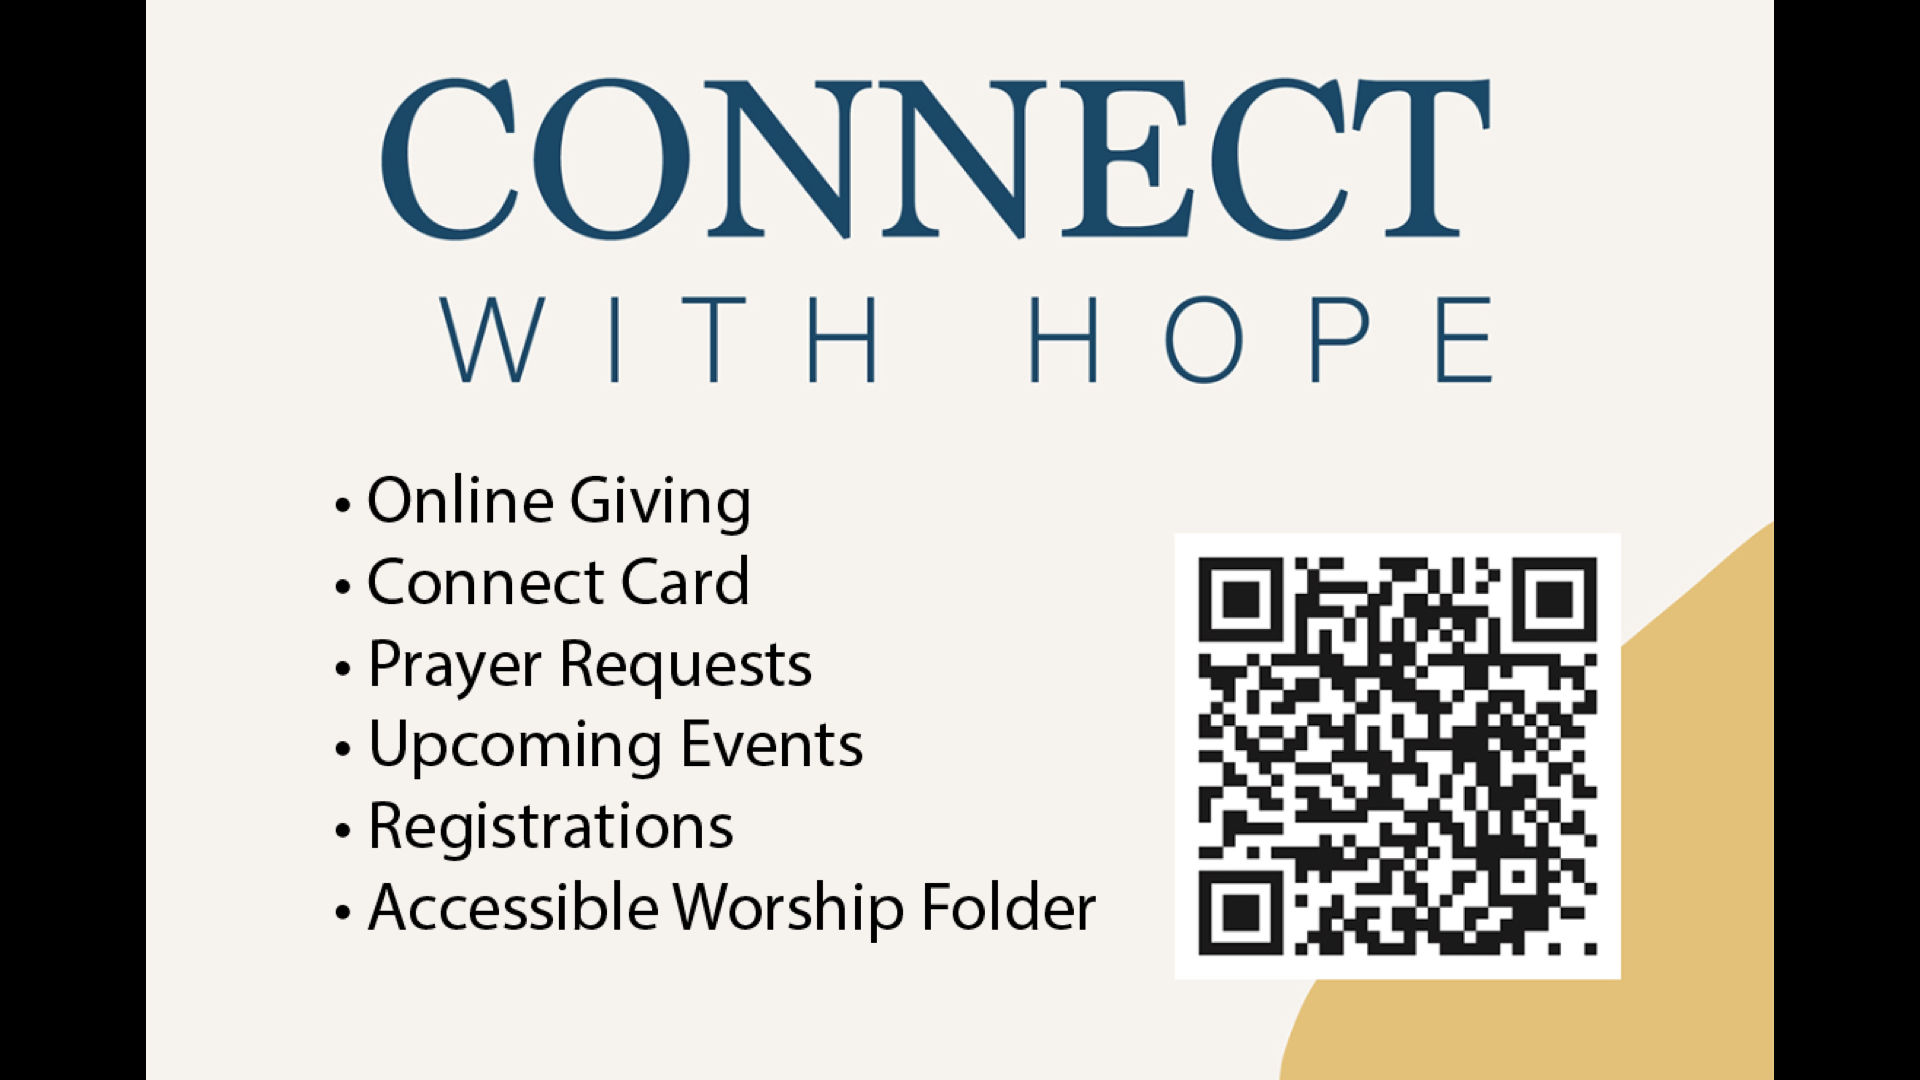 CONNECT
WITH HOPE
• Online Giving
• Connect Card
• Prayer Requests
• Upcoming Events
• Registrations
• Accessible Worship Folder